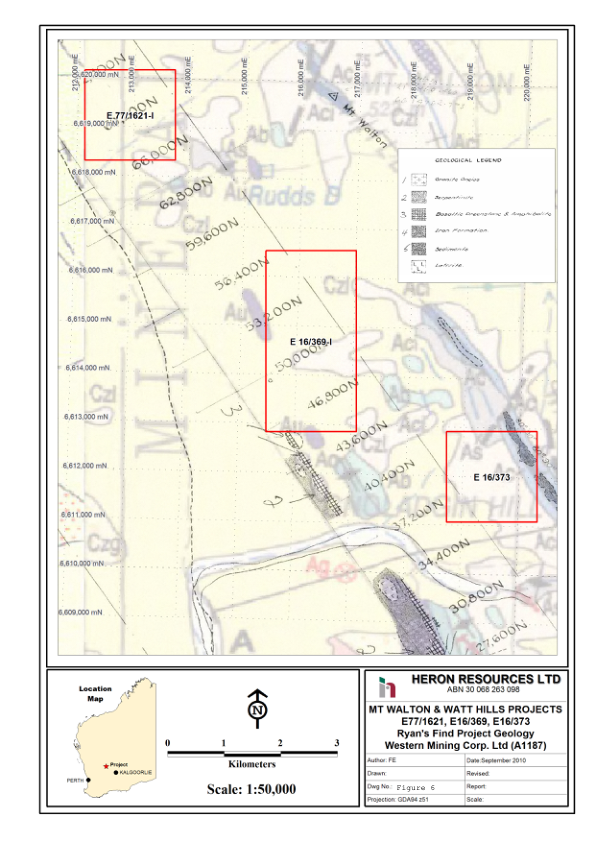 212,000 mE
213,000 mE
214,000 mE
215,000 mE
216,000 mE
217,000 mE
218,000 mE
219,000 mE
220,000 mE
6,620,000 mN
6,619,000 mN
6,618,000 mN
6,617,000 mN
6,616,000 mN
6,615,000 mN
6,614,000 mN
6,613,000 mN
6,612,000 mN
6,611,000 mN
6,610,000 mN
6,609,000 mN
E 77/1621-I
E 16/369-I
E 16/373
Mt Walton
66,000N
62,800N
59,600N
56,400N
53,200N
50,000N
46,800N
43,600N
40,400N
37,200N
34,400N
30,800N
27,600N
Rudds B
MINERAL
Aci
Czl
Ab
As
Au
Ac
Czg
Ag
A
3
2
GEOLOGICAL LEGEND
1
2 Serpentinite
3 Basaltic Greenstone & Amphibolite
4 Iron Formation
5 Sediments
Laterite
Location
Map
Project
KALGOORLIE
PERTH
N
0 1 2 3
Kilometers
Scale: 1:50,000
HERON RESOURCES LTD
ABN 30 068 263 098
MT WALTON & WATT HILLS PROJECTS
E77/1621, E16/369, E16/373
Ryan's Find Project Geology
Western Mining Corp. Ltd (A1187)
Author: FE
Date:September 2010
Drawn:
Revised:
Dwg No.: Figure 6
Report:
Projection: GDA94 z51
Scale: